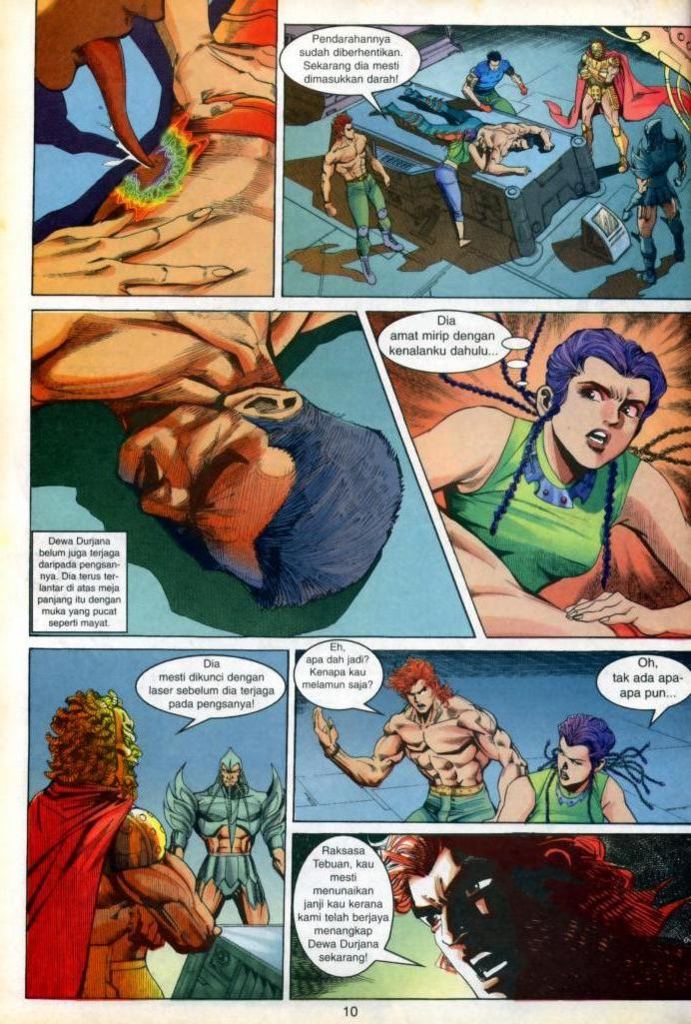 Pendarahannya
sudah diberhentikan.
Sekarang dia mesti
dimasukkan darah!
Dia
amat mirip dengan
kenalanku dahulu...
Dewa Durjana
belum juga terjaga
daripada pengsan-
nya. Dia terus ter-
lantar di atas meja
panjang itu dengan
muka yang pucat
seperti mayat.
Dia
mesti dikunci dengan
laser sebelum dia terjaga
pada pengsanya!
Eh,
apa dah jadi?
Kenapa kau
melamun saja?
Oh,
tak ada apa-
apa pun...
Raksasa
Tebuan, kau
mesti
menunaikan
janji kau kerana
kami telah berjaya
menangkap
Dewa Durjana
sekarang!
10